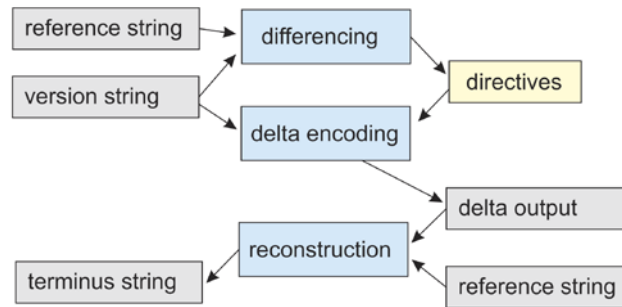 reference string
differencing
version string
directives
delta encoding
delta output
reconstruction
terminus string
reference string